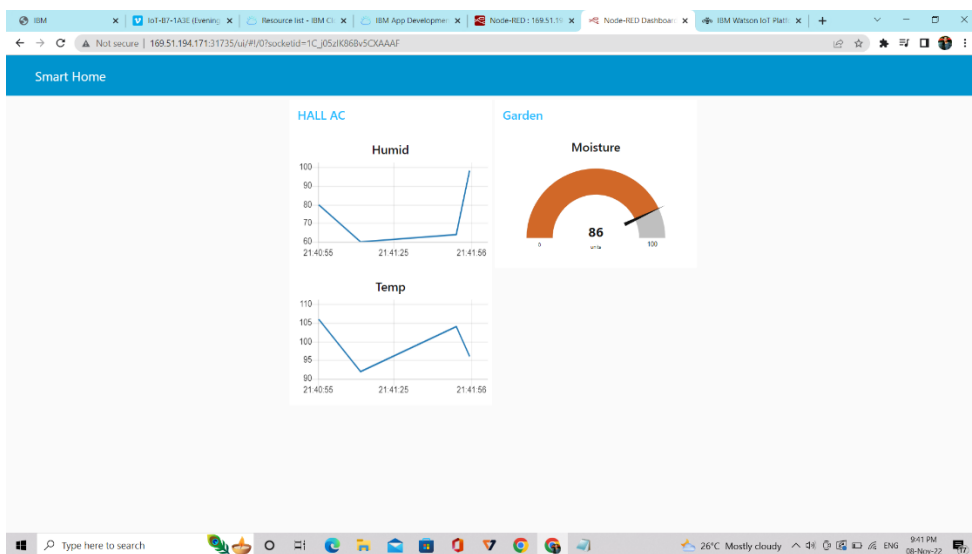 IBM
IoT-B7-1A3E (Evening
Resource list - IBM Cl
IBM App Developmen
Node-RED : 169.51.19
Node-RED Dashboard
IBM Watson IoT Platf
Not secure | 169.51.194.171:31735/ui/#!/0?socketid=1C_j05zIK868v5CXAAAF
Smart Home
HALL AC
Humid
100
90
80
70
60
21:40:55
21:41:25
21:41:56
Temp
110
105
100
95
90
21:40:55
21:41:25
21:41:56
Garden
Moisture
86
units
0
100
Type here to search
26°C Mostly cloudy
ENG
9:41 PM
08-Nov-22